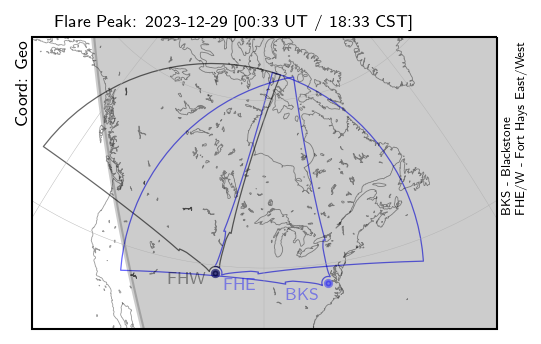 Flare Peak: 2023-12-29 [00:33 UT / 18:33 CST]
Coord: Geo
BKS - Blackstone
FHE/W - Fort Hays East/West
FHW
FHE
BKS